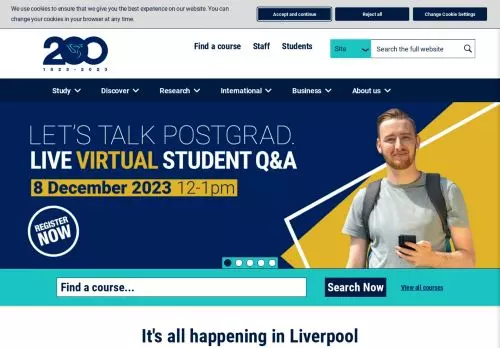 We use cookies to ensure that we give you the best experience on our website. You can
change your cookies in your browser at any time.
Accept and continue
Reject all
Change Cookie Settings
200
1823-2023
Find a course
Staff
Students
Site
Search the full website
Study
Discover
Research
International
Business
About us
LET'S TALK POSTGRAD.
LIVE VIRTUAL STUDENT Q&A
8 December 2023 12-1pm
REGISTER
NOW
Find a course...
Search Now
View all courses
It's all happening in Liverpool